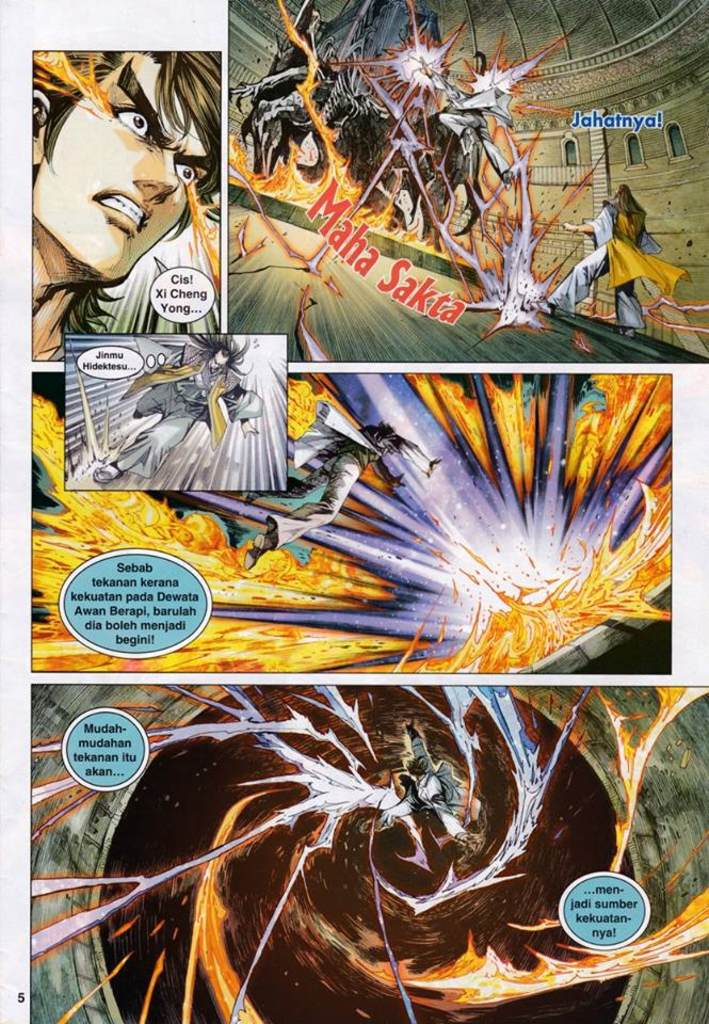 Cis!
Xi Cheng
Yong...
Jahatnya!
Maha Sakta
Jinmu
Hidektesu...
Sebab
tekanan kerana
kekuatan pada Dewata
Awan Berapi, barulah
dia boleh menjadi
begini!
Mudah-
mudahan
tekanan itu
akan...
...men-
jadi sumber
kekuatan-
nya!
5